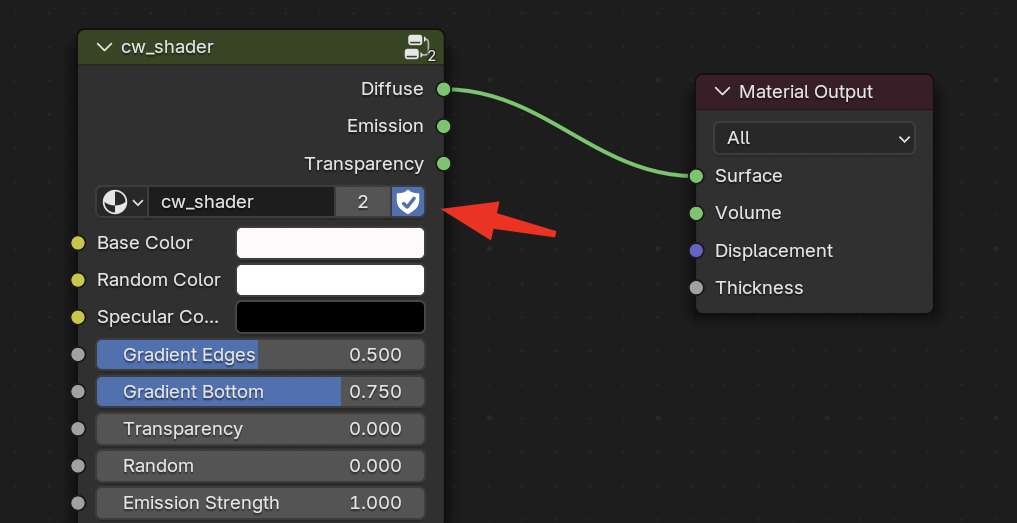 cw_shader
2
Diffuse
Emission
Transparency
cw_shader 2
Base Color
Random Color
Specular Co...
Gradient Edges 0.500
Gradient Bottom 0.750
Transparency 0.000
Random 0.000
Emission Strength 1.000
Material Output
All
Surface
Volume
Displacement
Thickness